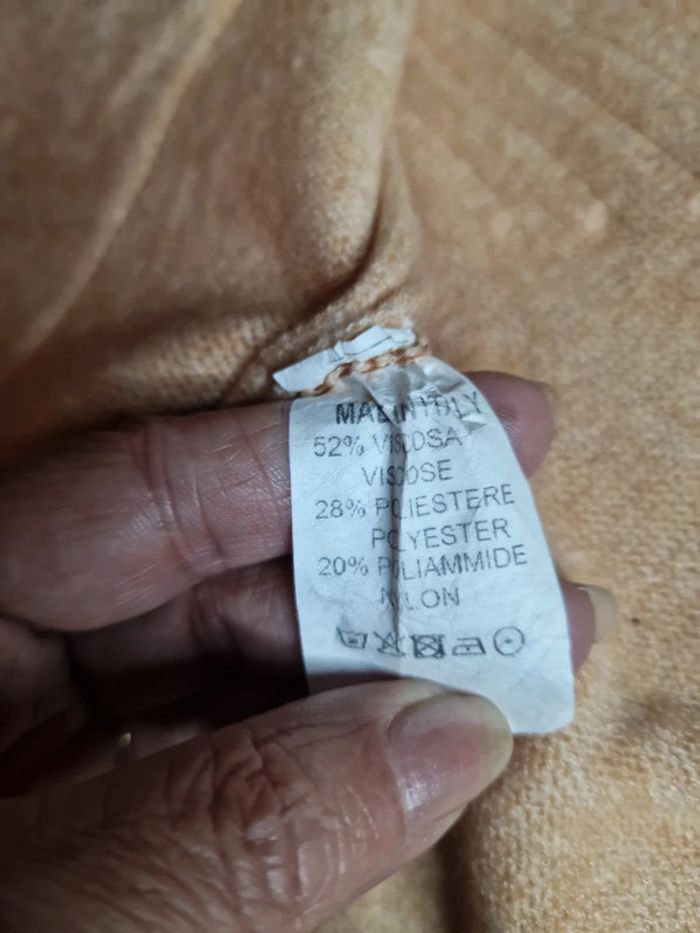 MADE IN ITALY
52% VISCOSA
VISCOSE
28% POLIESTERE
POLYESTER
20% POLIAMMIDE
NYLON